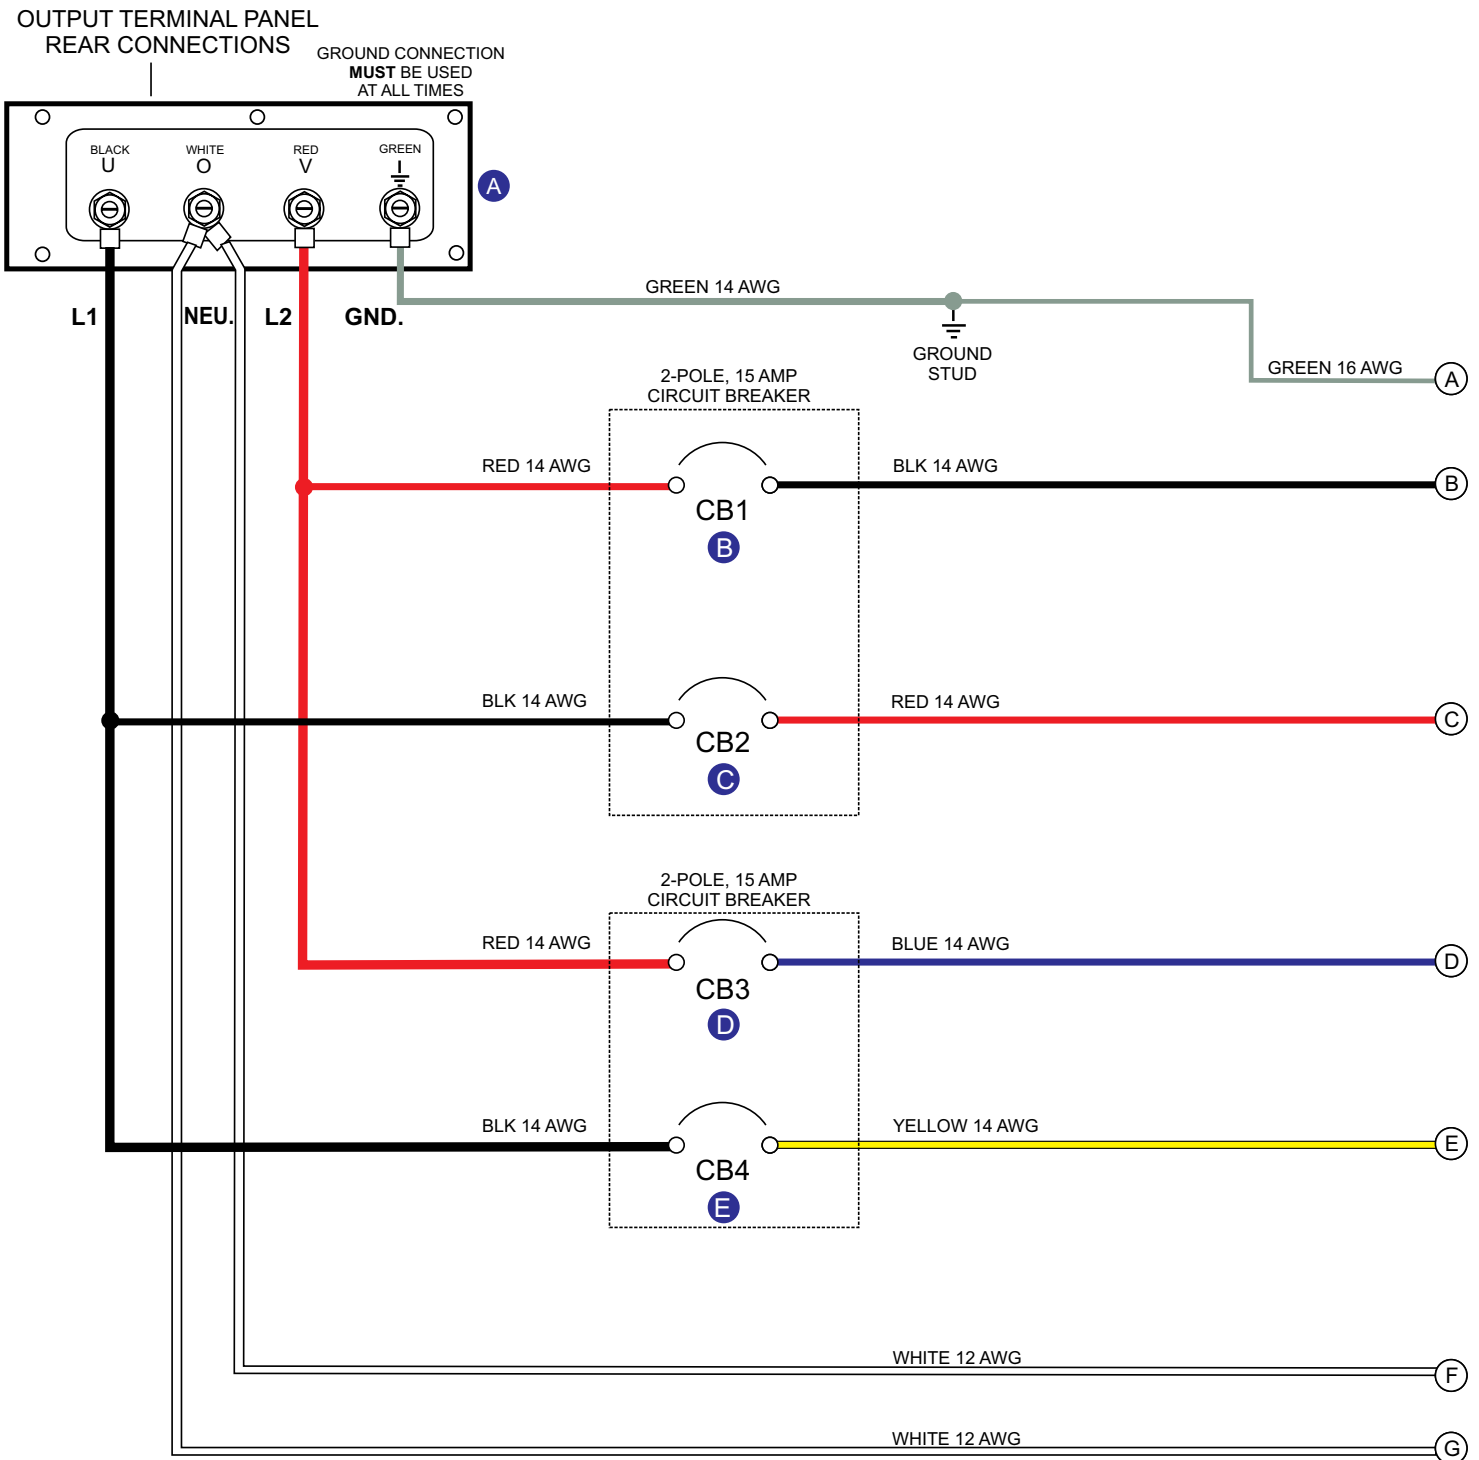 OUTPUT TERMINAL PANEL
REAR CONNECTIONS
GROUND CONNECTION
MUST BE USED
AT ALL TIMES
BLACK
U
WHITE
O
RED
V
GREEN
A
L1
NEU.
L2
GND.
GREEN 14 AWG
GROUND
STUD
GREEN 16 AWG
A
2-POLE, 15 AMP
CIRCUIT BREAKER
RED 14 AWG
CB1
B
BLK 14 AWG
B
BLK 14 AWG
CB2
C
RED 14 AWG
C
2-POLE, 15 AMP
CIRCUIT BREAKER
RED 14 AWG
CB3
D
BLUE 14 AWG
D
BLK 14 AWG
CB4
E
YELLOW 14 AWG
E
WHITE 12 AWG
F
WHITE 12 AWG
G